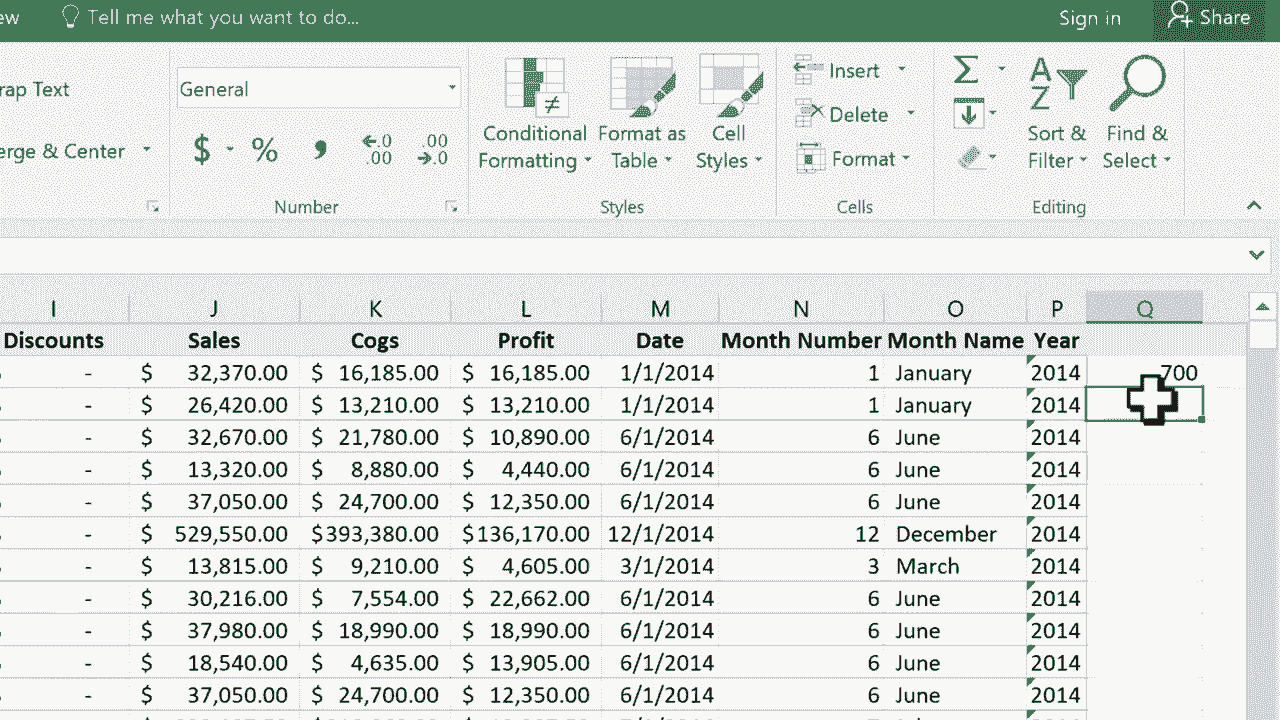 ew Tell me what you want to do... Sign in Share
rap Text
General
erge & Center
$ % , ←.0 .00 .00 →.0
Conditional Formatting
Format as Table
Cell Styles
Insert
Delete
Format
Σ
A Z
Sort & Filter
Find & Select
Number Styles Cells Editing
I J K L M N O P Q
Discounts Sales Cogs Profit Date Month Number Month Name Year
- $ 32,370.00 $ 16,185.00 $ 16,185.00 1/1/2014 1 January 2014 700
- $ 26,420.00 $ 13,210.00 $ 13,210.00 1/1/2014 1 January 2014
- $ 32,670.00 $ 21,780.00 $ 10,890.00 6/1/2014 6 June 2014
- $ 13,320.00 $ 8,880.00 $ 4,440.00 6/1/2014 6 June 2014
- $ 37,050.00 $ 24,700.00 $ 12,350.00 6/1/2014 6 June 2014
- $ 529,550.00 $393,380.00 $136,170.00 12/1/2014 12 December 2014
- $ 13,815.00 $ 9,210.00 $ 4,605.00 3/1/2014 3 March 2014
- $ 30,216.00 $ 7,554.00 $ 22,662.00 6/1/2014 6 June 2014
- $ 37,980.00 $ 18,990.00 $ 18,990.00 6/1/2014 6 June 2014
- $ 18,540.00 $ 4,635.00 $ 13,905.00 6/1/2014 6 June 2014
- $ 37,050.00 $ 24,700.00 $ 12,350.00 6/1/2014 6 June 2014